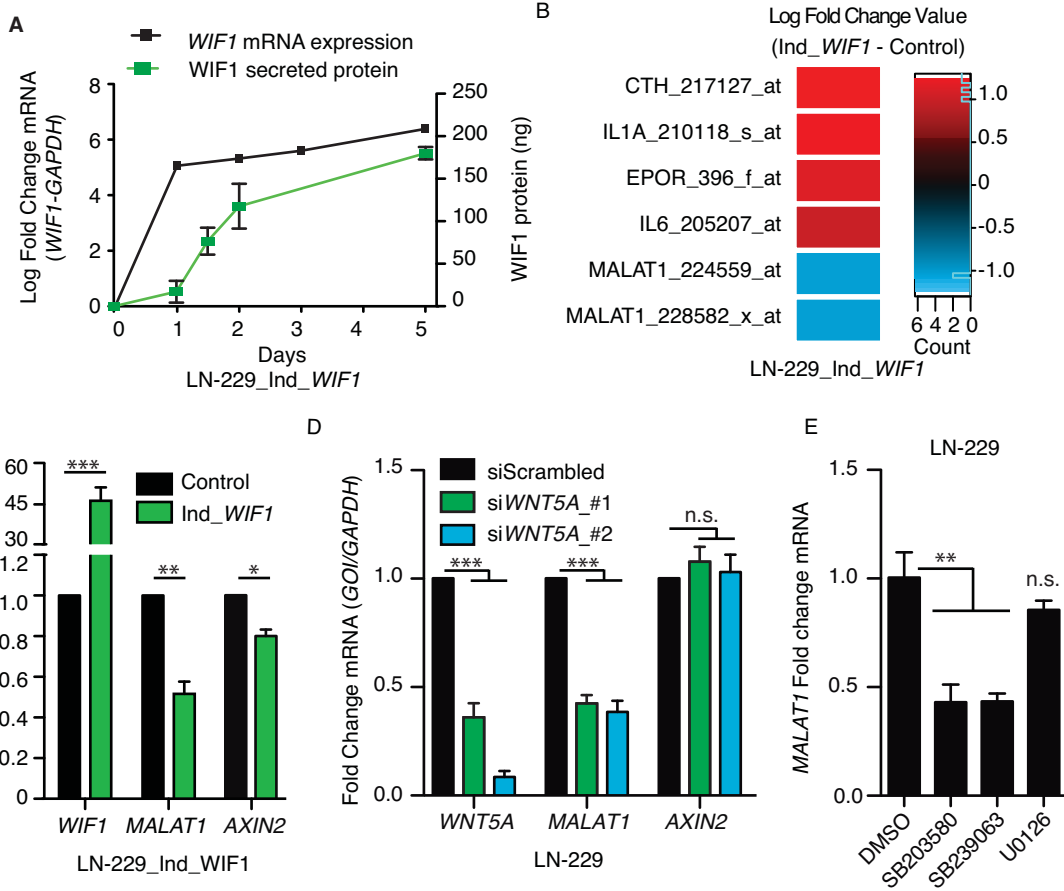 A
WIF1 mRNA expression
WIF1 secreted protein
Log Fold Change mRNA
(WIF1-GAPDH)
8
6
4
2
0
250
200
150
100
50
0
WIF1 protein (ng)
0 1 2 3 4 5
Days
LN-229_Ind_WIF1
B
Log Fold Change Value
(Ind_WIF1 - Control)
CTH_217127_at
IL1A_210118_s_at
EPOR_396_f_at
IL6_205207_at
MALAT1_224559_at
MALAT1_228582_x_at
1.0
0.5
-0
-0.5
-1.0
6 4 2 0
Count
LN-229_Ind_WIF1
60
45
30
1.2
1.0
0.8
0.6
0.4
0.2
0
***
**
*
Control
Ind_WIF1
WIF1 MALAT1 AXIN2
LN-229_Ind_WIF1
D
Fold Change mRNA (GOI/GAPDH)
1.5
1.0
0.5
0.0
siScrambled
siWNT5A_#1
siWNT5A_#2
***
***
n.s.
WNT5A MALAT1 AXIN2
LN-229
E
LN-229
MALAT1 Fold change mRNA
1.5
1.0
0.5
0.0
**
n.s.
DMSO
SB203580
SB239063
U0126